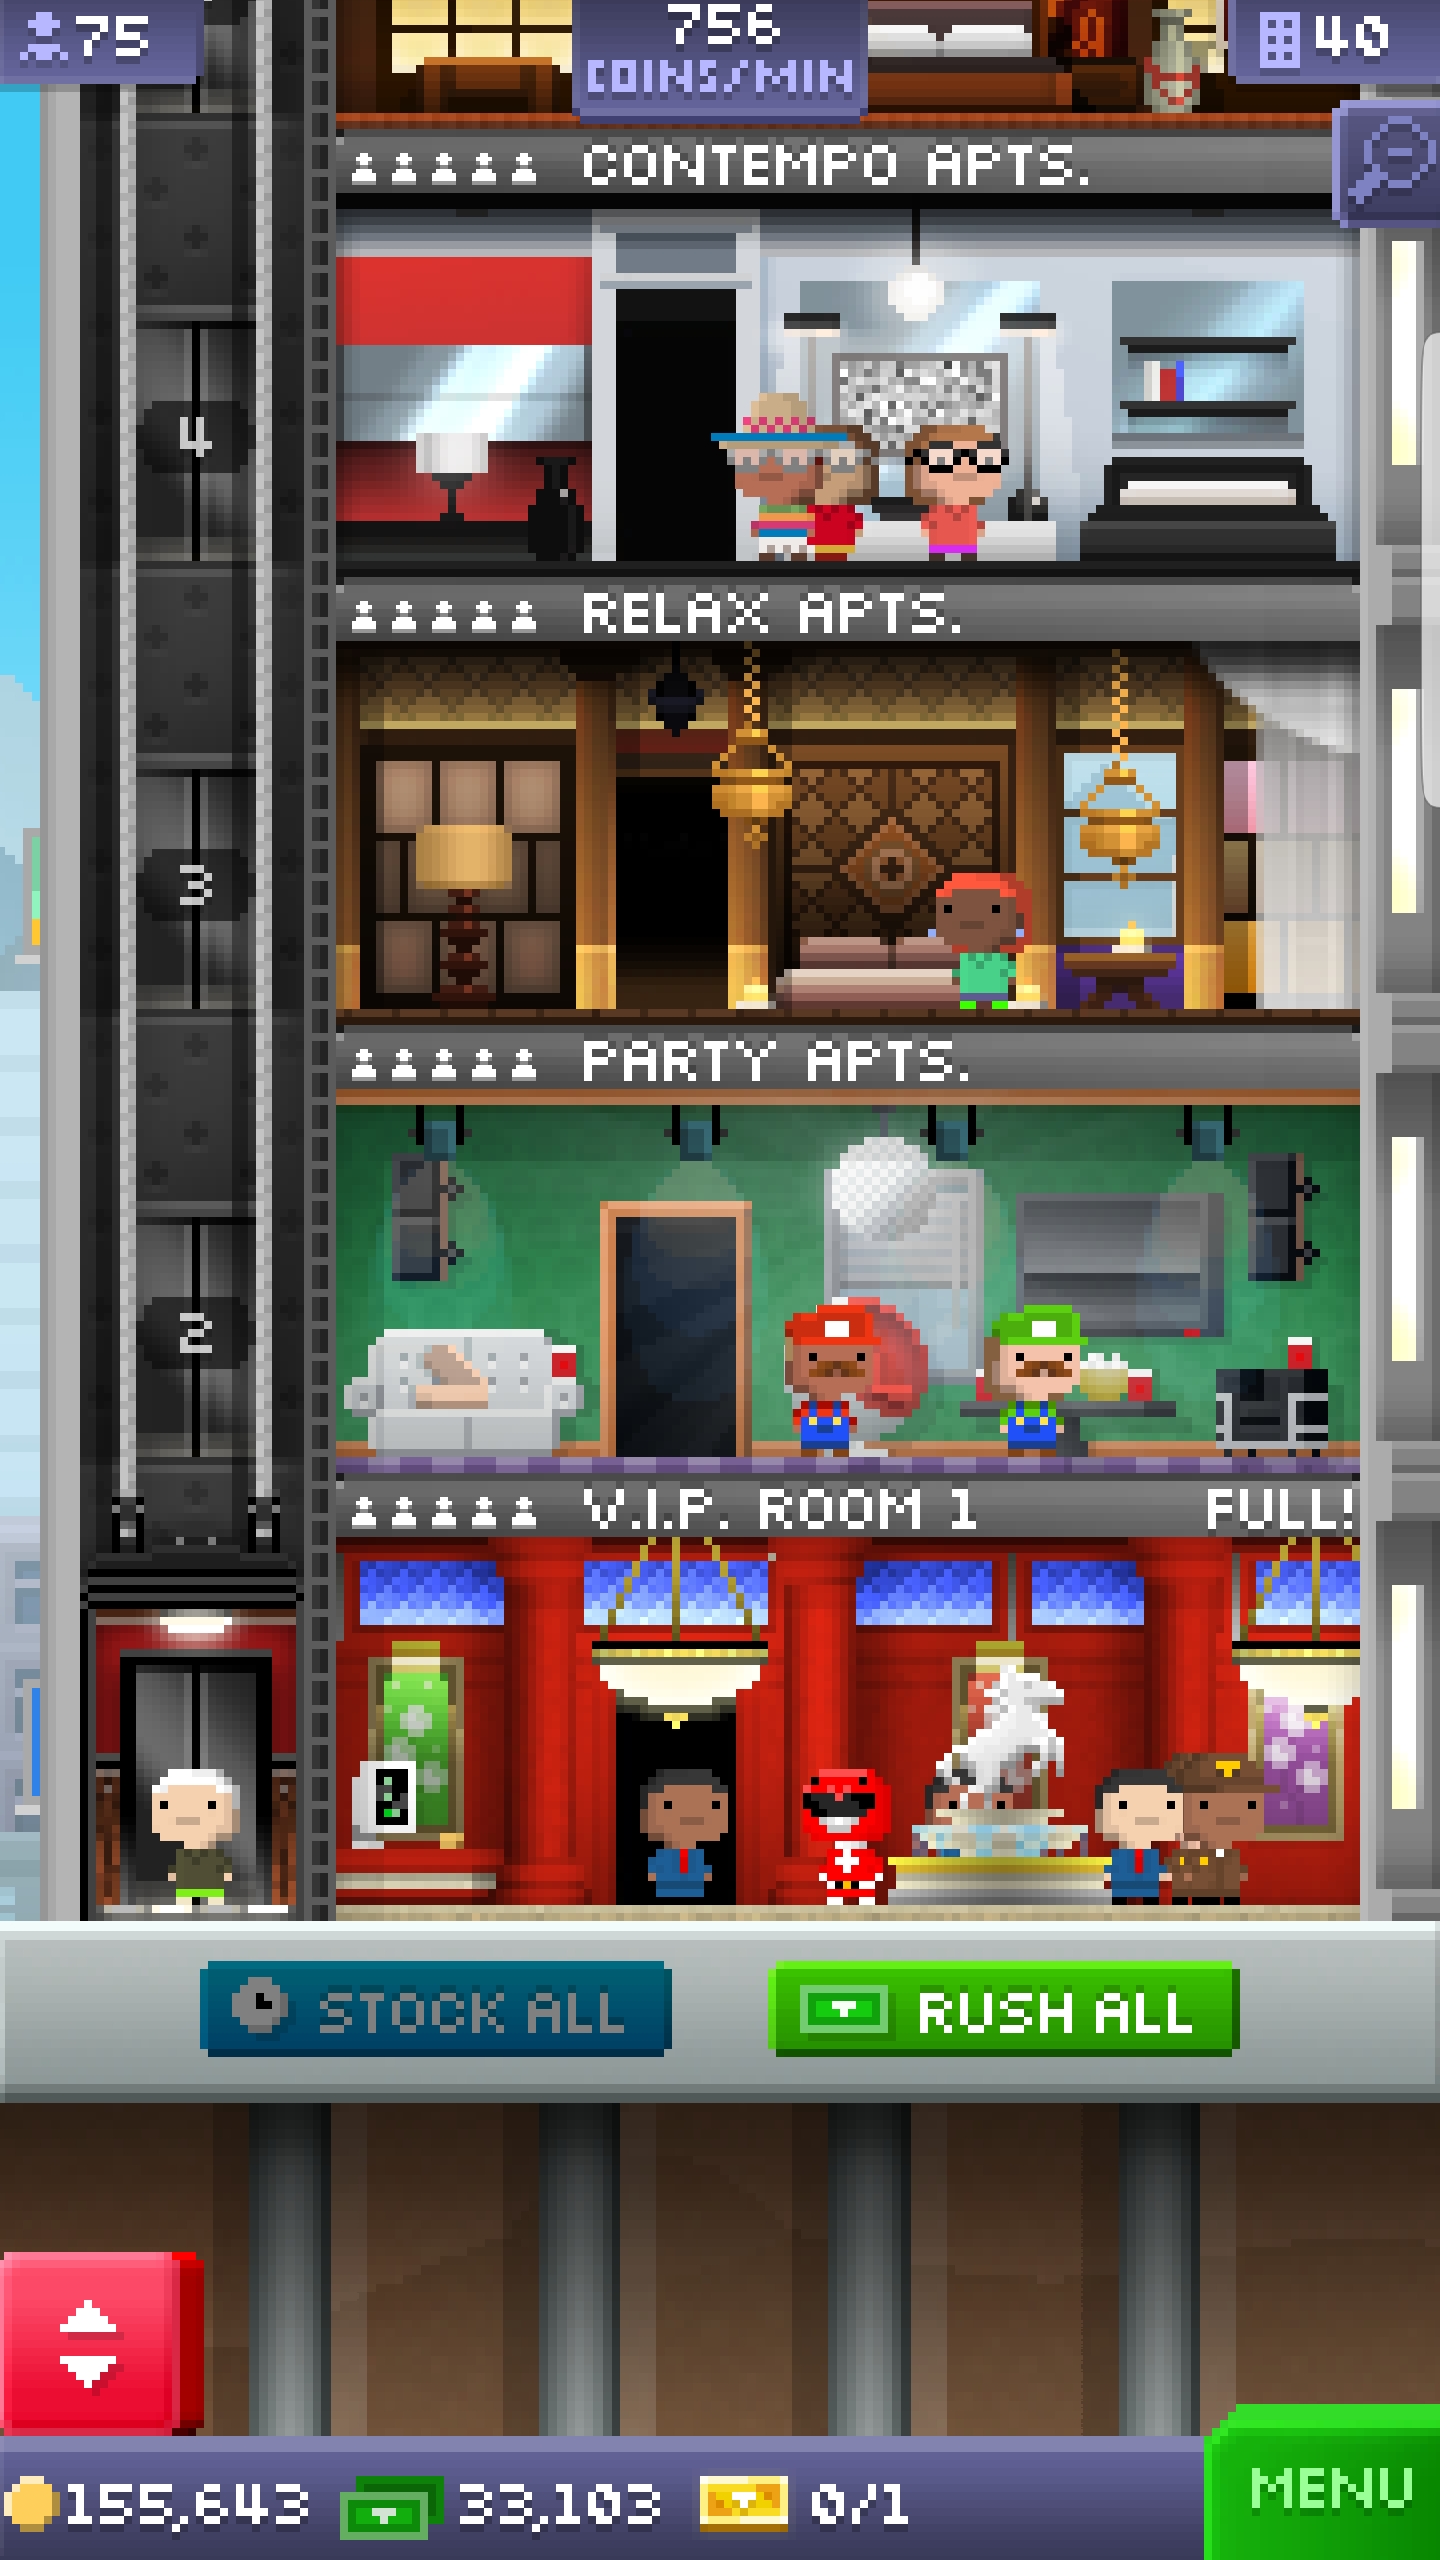 75
756
COINS/MIN
40
CONTEMPO APTS.
4
RELAX APTS.
3
PARTY APTS.
2
V.I.P. ROOM 1 FULL!
STOCK ALL
RUSH ALL
155,643
33,103
0/1
MENU